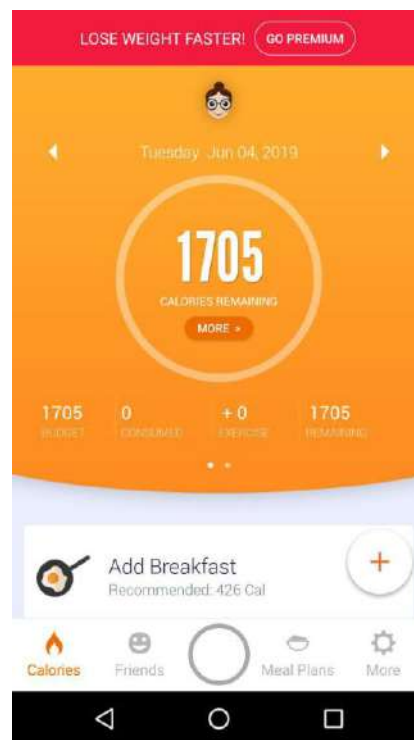 LOSE WEIGHT FASTER! GO PREMIUM
Tuesday, Jun 04, 2019
1705
CALORIES REMAINING
MORE »
1705 0 + 0 1705
BUDGET CONSUMED EXERCISE REMAINING
Add Breakfast
Recommended: 426 Cal
+
Calories Friends Meal Plans More